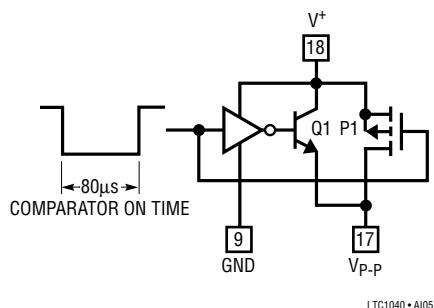 V+
18
Q1 P1
80µs
COMPARATOR ON TIME
9
17
GND
VP-P
LTC1040 • AI05